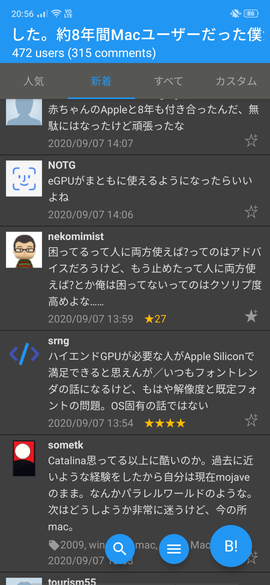 20:56
86
した。約8年間Macユーザーだった僕
472 users (315 comments)
人気 新着 すべて カスタム
赤ちゃんのAppleと8年も付き合ったんだ、無
駄にはなったけど頑張ったな
2020/09/07 14:07
NOTG
eGPUがまともに使えるようになったらいい
よね
2020/09/07 14:06
nekomimist
困ってるって人に両方使えば?ってのはアドバ
イスだろうけど、もう止めたって人に両方使
えば?とか俺は困ってないってのはクソリプ度
高めよな……
2020/09/07 13:59 ★27
srng
ハイエンドGPUが必要な人がApple Siliconで
満足できると思えんが／いつもフォントレン
ダの話になるけど、もはや解像度と既定フォ
ントの問題。OS固有の話ではない
2020/09/07 13:54 ★★★★
sometk
Catalina思ってる以上に酷いのか。過去に近
いような経験をしたから自分は現在mojave
のまま。なんかパラレルワールドのような。
次はどうしようか非常に迷うけど、今の所
mac。
2009, win mac, Mac
B!
tourism55